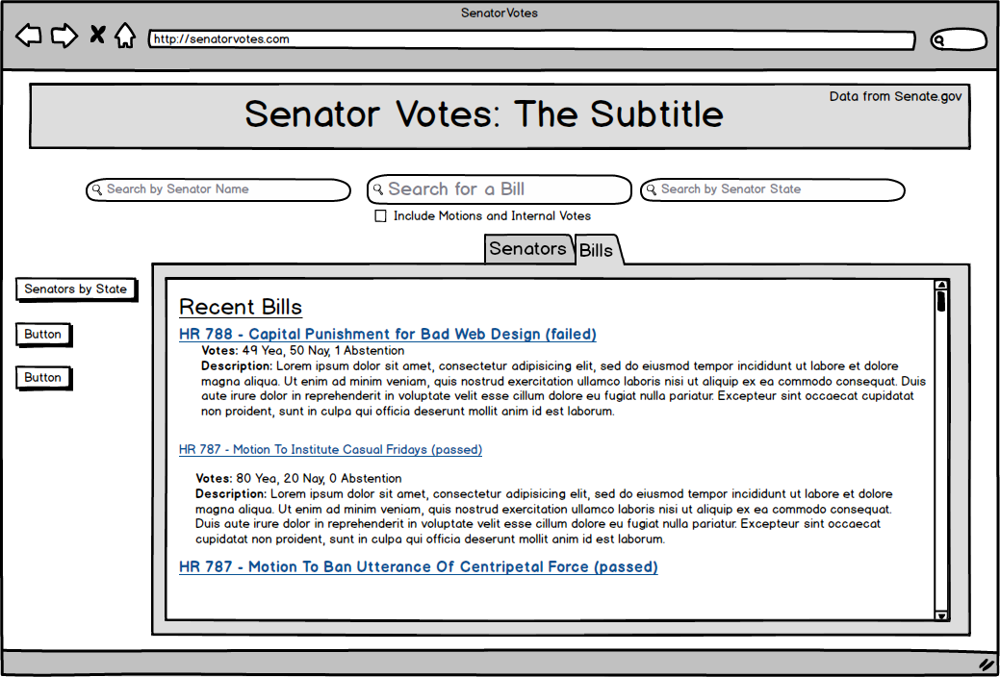 SenatorVotes
http://senatorvotes.com
Data from Senate.gov
Senator Votes: The Subtitle
Search by Senator Name
Search for a Bill
Search by Senator State
Include Motions and Internal Votes
Senators
Bills
Senators by State
Button
Button
Recent Bills
HR 788 - Capital Punishment for Bad Web Design (failed)
Votes: 49 Yea, 50 Nay, 1 Abstention
Description: Lorem ipsum dolor sit amet, consectetur adipisicing elit, sed do eiusmod tempor incididunt ut labore et dolore
magna aliqua. Ut enim ad minim veniam, quis nostrud exercitation ullamco laboris nisi ut aliquip ex ea commodo consequat. Duis
aute irure dolor in reprehenderit in voluptate velit esse cillum dolore eu fugiat nulla pariatur. Excepteur sint occaecat cupidatat
non proident, sunt in culpa qui officia deserunt mollit anim id est laborum.
HR 787 - Motion To Institute Casual Fridays (passed)
Votes: 80 Yea, 20 Nay, 0 Abstention
Description: Lorem ipsum dolor sit amet, consectetur adipisicing elit, sed do eiusmod tempor incididunt ut labore et dolore
magna aliqua. Ut enim ad minim veniam, quis nostrud exercitation ullamco laboris nisi ut aliquip ex ea commodo consequat.
Duis aute irure dolor in reprehenderit in voluptate velit esse cillum dolore eu fugiat nulla pariatur. Excepteur sint occaecat
cupidatat non proident, sunt in culpa qui officia deserunt mollit anim id est laborum.
HR 787 - Motion To Ban Utterance Of Centripetal Force (passed)